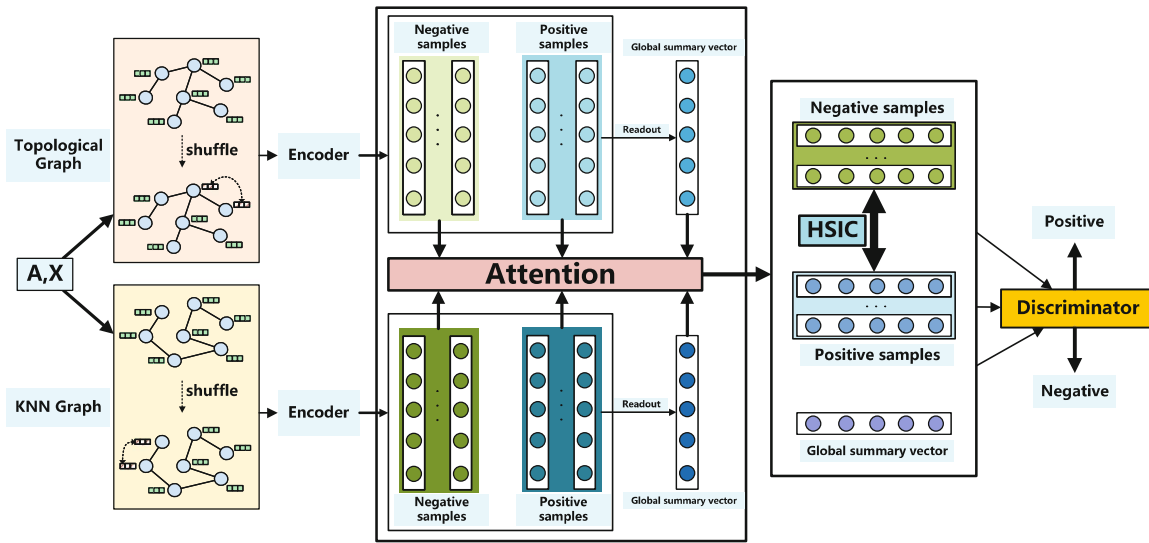 Topological
Graph
shuffle
Encoder
Negative
samples
Positive
samples
Global summary vector
Readout
A,X
Attention
KNN Graph
shuffle
Encoder
Readout
Negative
samples
Positive
samples
Global summary vector
Negative samples
. . .
HSIC
. . .
Positive samples
Global summary vector
Positive
Discriminator
Negative